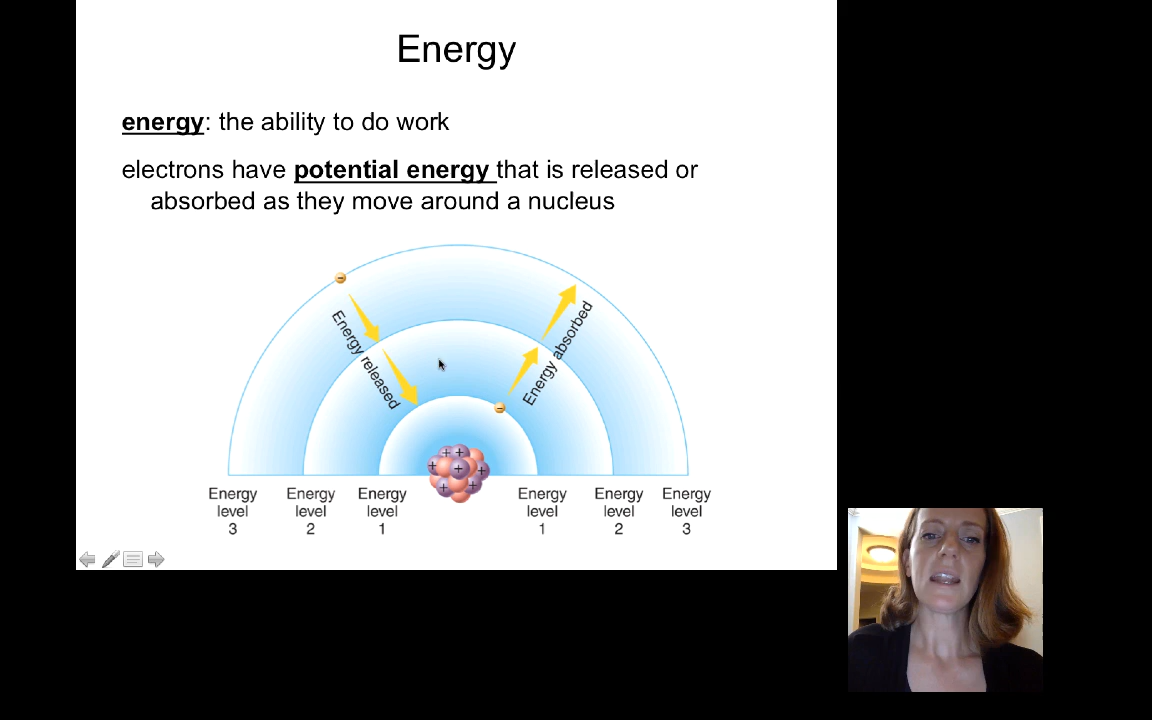 Energy
energy: the ability to do work
electrons have potential energy that is released or
absorbed as they move around a nucleus
Energy released
Energy absorbed
Energy level 3
Energy level 2
Energy level 1
Energy level 1
Energy level 2
Energy level 3